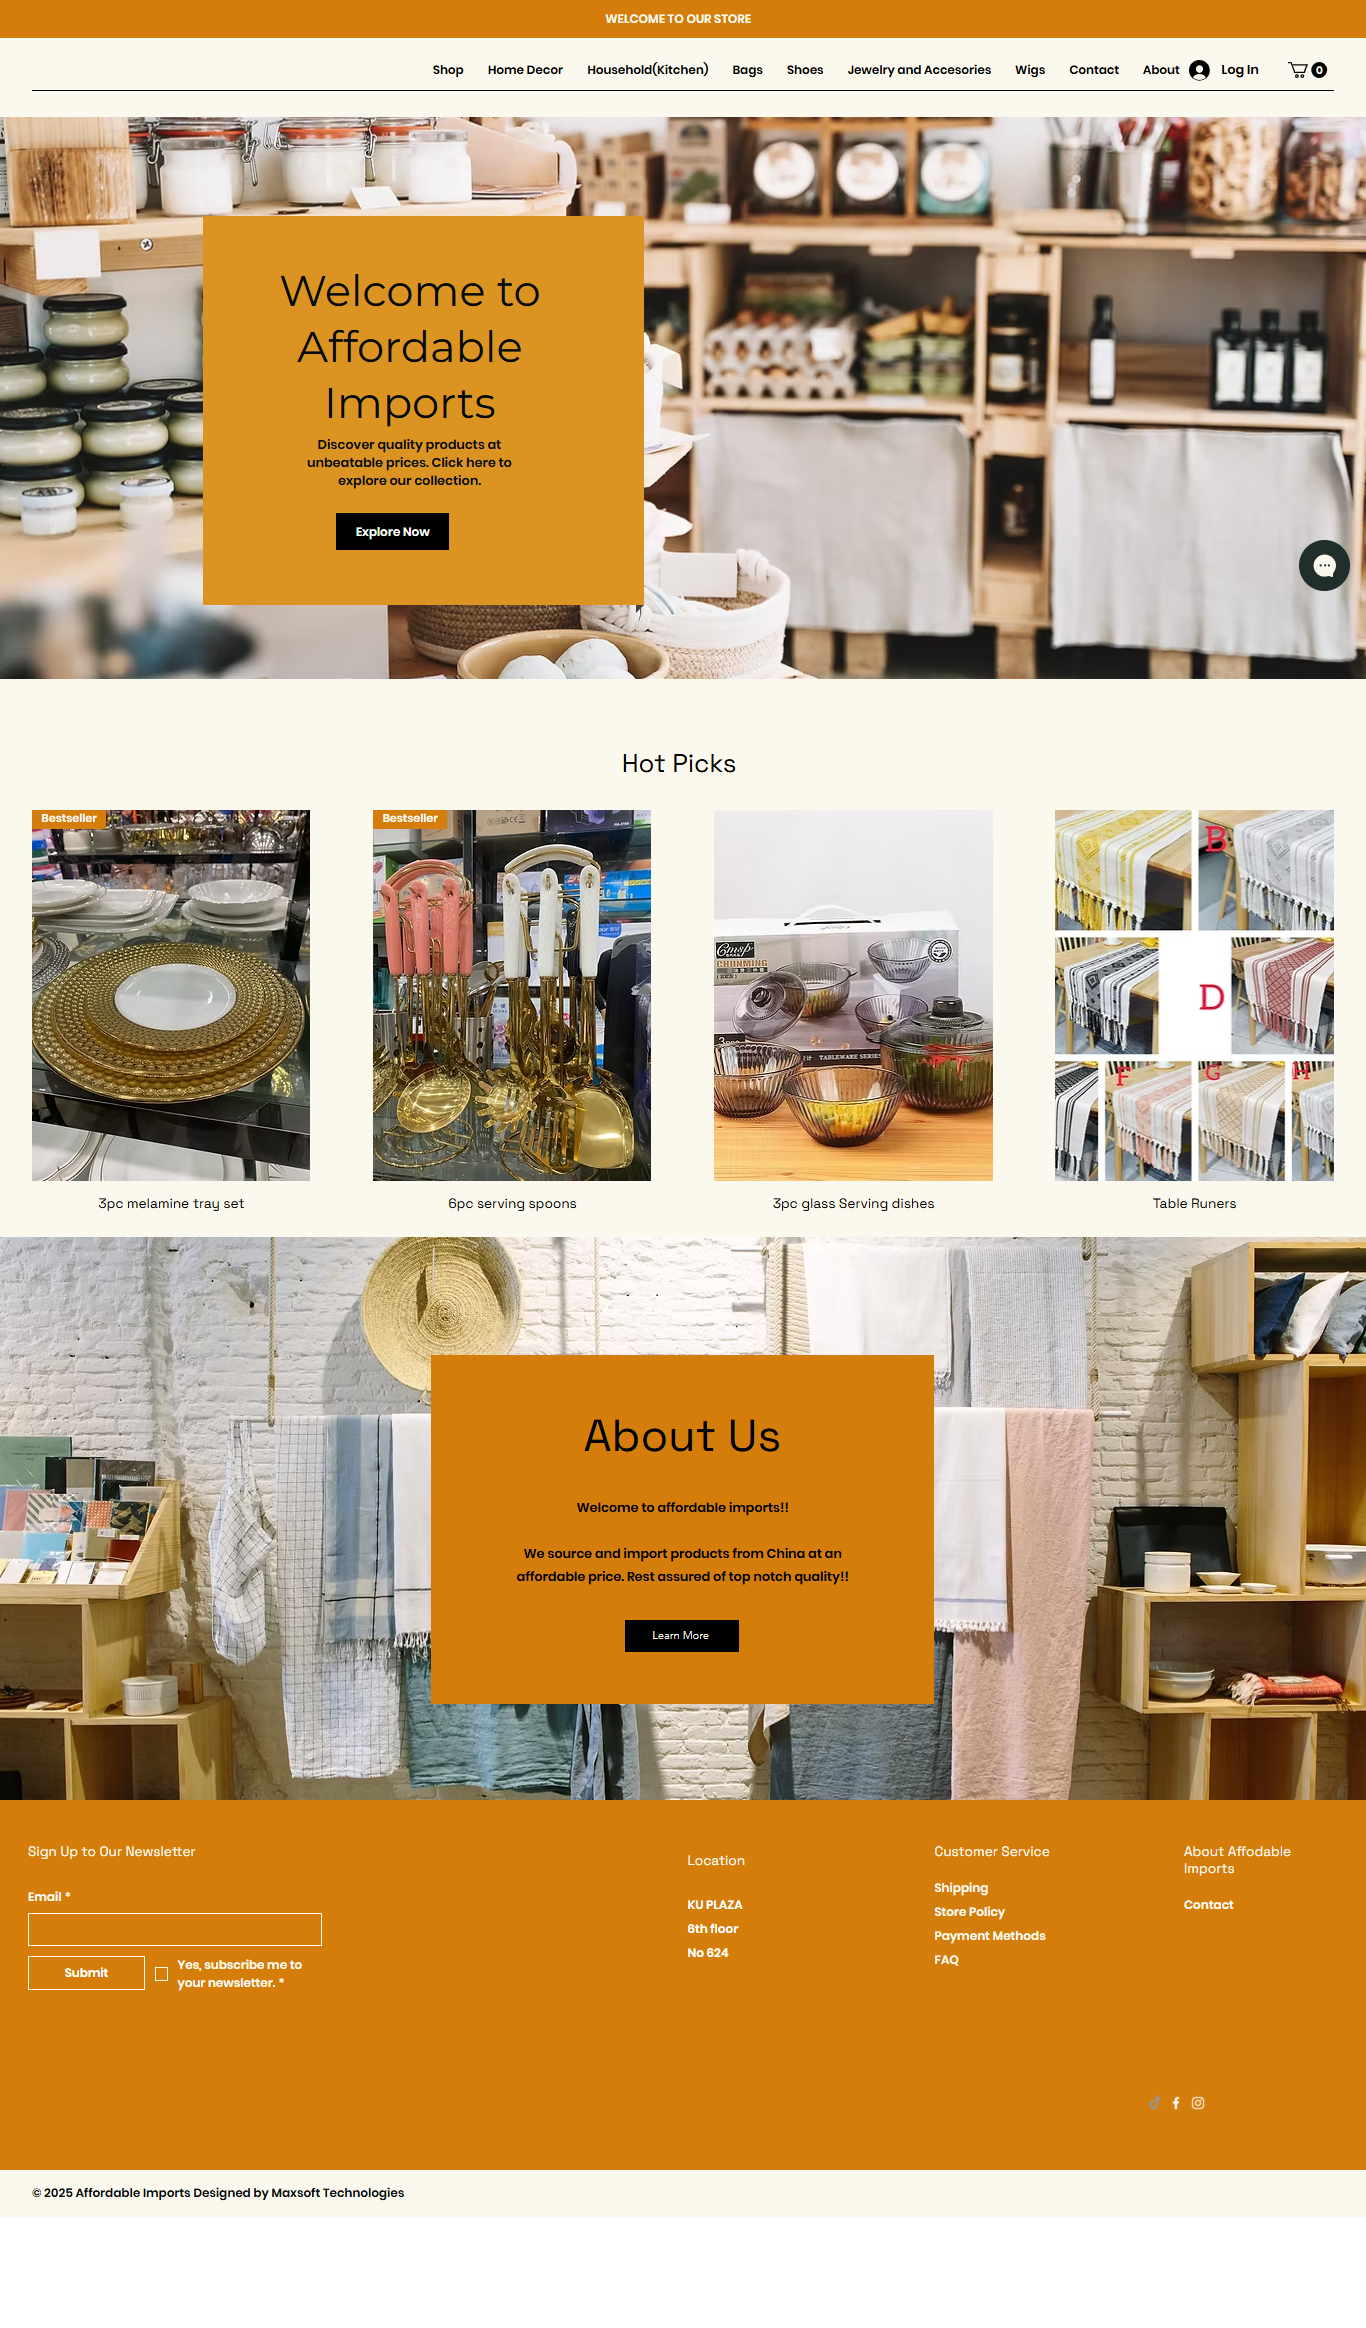 WELCOME TO OUR STORE
Shop
Home Decor
Household(Kitchen)
Bags
Shoes
Jewelry and Accesories
Wigs
Contact
About
Log In
0
Welcome to
Affordable
Imports
Discover quality products at
unbeatable prices. Click here to
explore our collection.
Explore Now
Hot Picks
Bestseller
Bestseller
CHUNMING
3pcs
TABLEWARE SERIES
B
D
F
G
H
3pc melamine tray set
6pc serving spoons
3pc glass Serving dishes
Table Runers
About Us
Welcome to affordable imports!!
We source and import products from China at an
affordable price. Rest assured of top notch quality!!
Learn More
Sign Up to Our Newsletter
Email *
Submit
Yes, subscribe me to
your newsletter. *
Location
KU PLAZA
6th floor
No 624
Customer Service
Shipping
Store Policy
Payment Methods
FAQ
About Affodable
Imports
Contact
© 2025 Affordable Imports Designed by Maxsoft Technologies